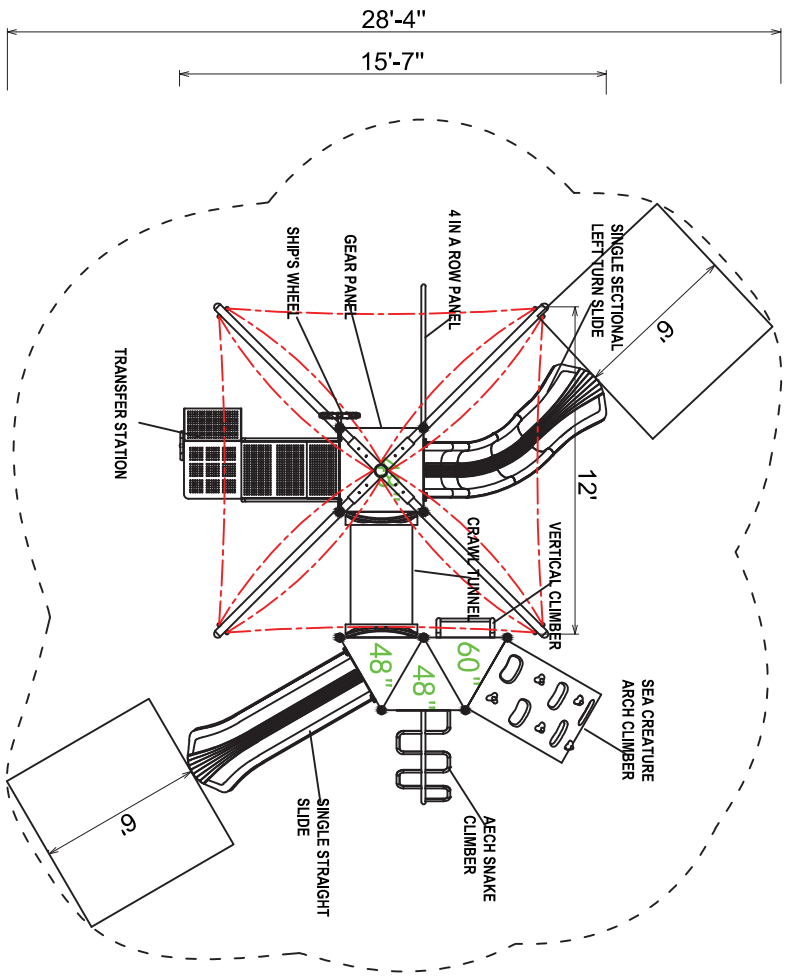 28'-4"
15'-7"
SINGLE SECTIONAL
LEFT TURN SLIDE
4 IN A ROW PANEL
GEAR PANEL
SHIP'S WHEEL
TRANSFER STATION
6'
12'
CRAWL TUNNEL
VERTICAL CLIMBER
48"
48"
60"
SEA CREATURE
ARCH CLIMBER
AECH SNAKE
CLIMBER
SINGLE STRAIGHT
SLIDE
6'